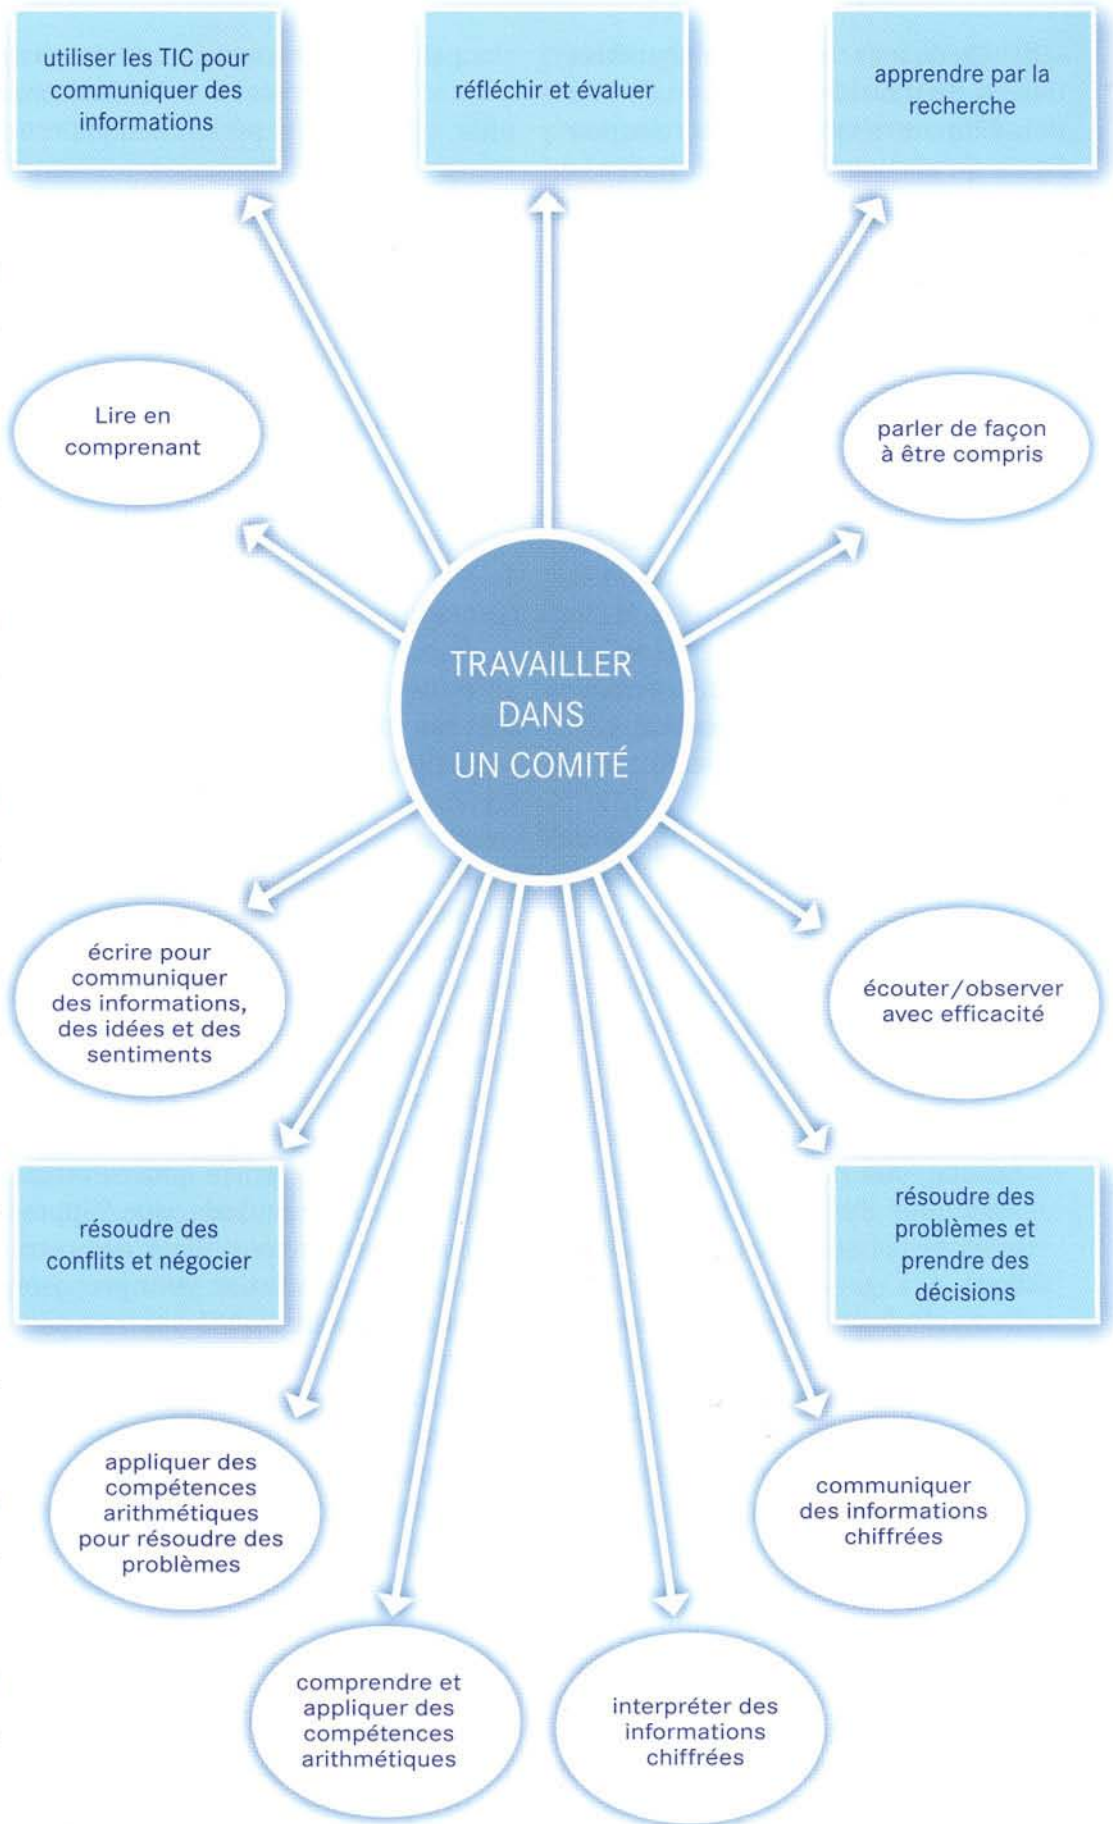 utiliser les TIC pour
communiquer des
informations
réfléchir et évaluer
apprendre par la
recherche
Lire en
comprenant
parler de façon
à être compris
TRAVAILLER
DANS
UN COMITÉ
écrire pour
communiquer
des informations,
des idées et des
sentiments
écouter/observer
avec efficacité
résoudre des
conflits et négocier
résoudre des
problèmes et
prendre des
décisions
appliquer des
compétences
arithmétiques
pour résoudre des
problèmes
communiquer
des informations
chiffrées
comprendre et
appliquer des
compétences
arithmétiques
interpréter des
informations
chiffrées